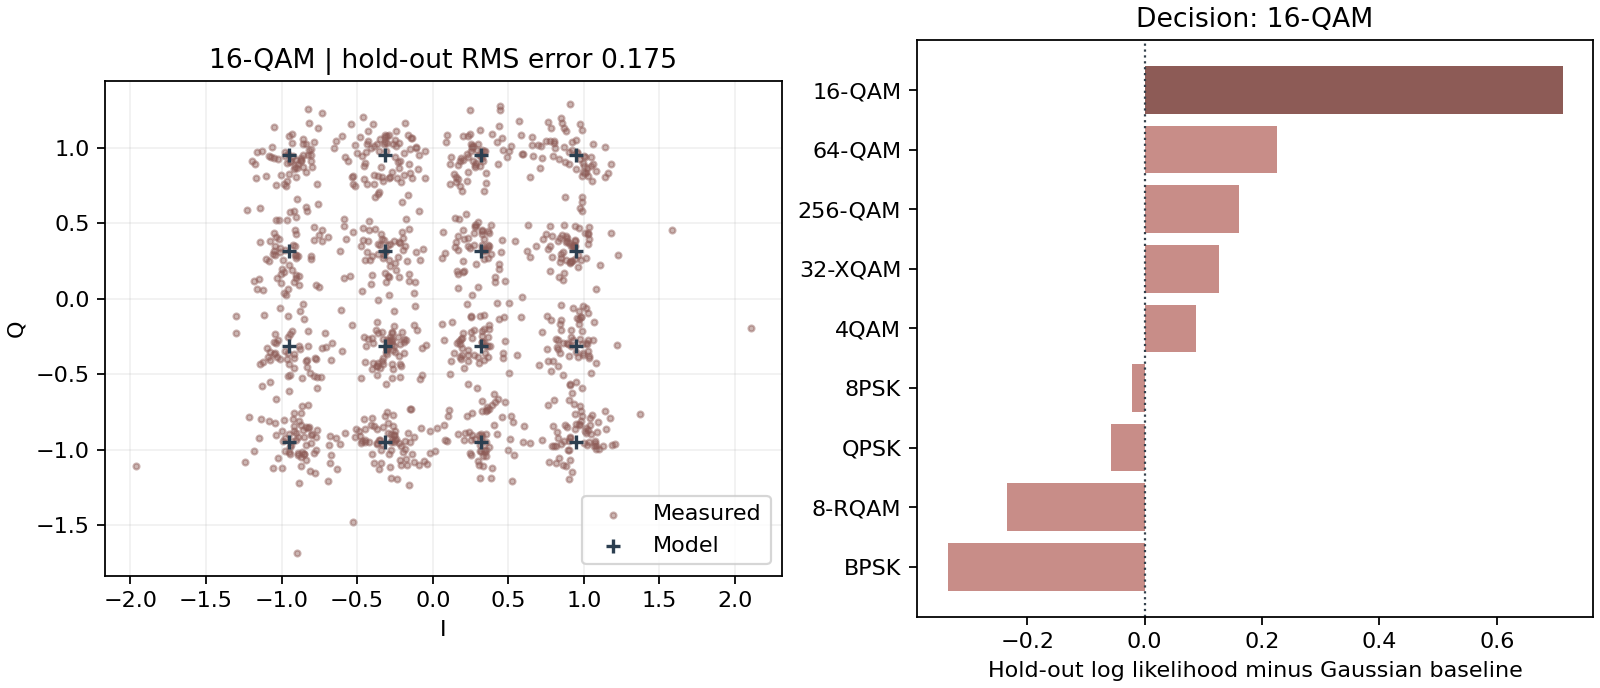 16-QAM | hold-out RMS error 0.175
1.0
0.5
0.0
−0.5
−1.0
−1.5
Q
Measured
Model
−2.0 −1.5 −1.0 −0.5 0.0 0.5 1.0 1.5 2.0
I
Decision: 16-QAM
16-QAM
64-QAM
256-QAM
32-XQAM
4QAM
8PSK
QPSK
8-RQAM
BPSK
−0.2 0.0 0.2 0.4 0.6
Hold-out log likelihood minus Gaussian baseline